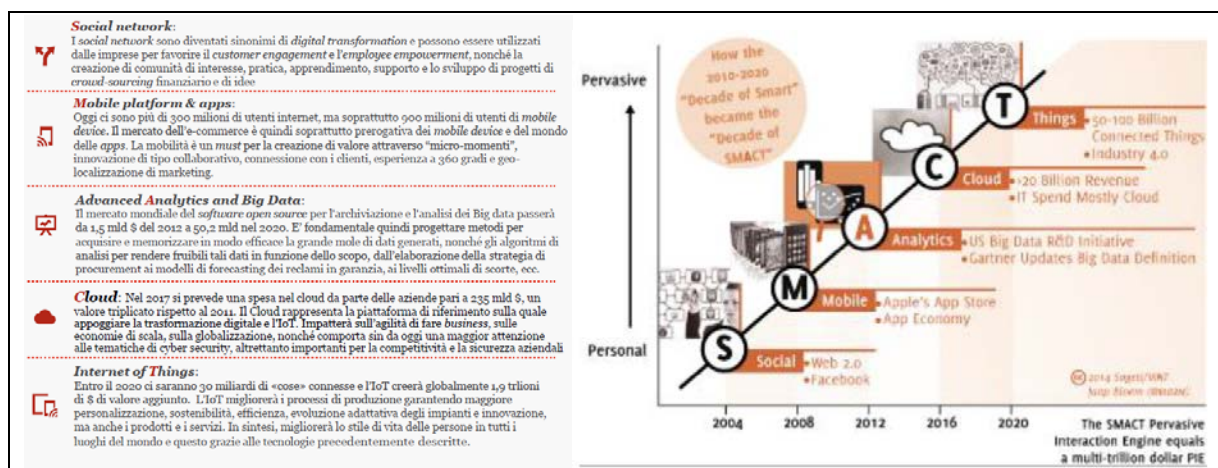 Social network:
I social network sono diventati sinonimi di digital transformation e possono essere utilizzati
dalle imprese per favorire il customer engagement e l'employee empowerment, nonché la
creazione di comunità di interesse, pratica, apprendimento, supporto e lo sviluppo di progetti di
crowd-sourcing finanziario e di idee
Mobile platform & apps:
Oggi ci sono più di 300 milioni di utenti internet, ma soprattutto 900 milioni di utenti di mobile
device. Il mercato dell'e-commerce è quindi soprattutto prerogativa dei mobile device e del mondo
delle apps. La mobilità è un must per la creazione di valore attraverso "micro-momenti",
innovazione di tipo collaborativo, connessione con i clienti, esperienza a 360 gradi e geo-
localizzazione di marketing.
Advanced Analytics and Big Data:
Il mercato mondiale del software open source per l'archiviazione e l'analisi dei Big data passerà
da 1,5 mld $ del 2012 a 50,2 mld nel 2020. E' fondamentale quindi progettare metodi per
acquisire e memorizzare in modo efficace la grande mole di dati generati, nonché gli algoritmi di
analisi per rendere fruibili tali dati in funzione dello scopo, dall'elaborazione della strategia di
procurement ai modelli di forecasting dei reclami in garanzia, ai livelli ottimali di scorte, ecc.
Cloud: Nel 2017 si prevede una spesa nel cloud da parte delle aziende pari a 235 mld $, un
valore triplicato rispetto al 2011. Il Cloud rappresenta la piattaforma di riferimento sulla quale
appoggiare la trasformazione digitale e l'IoT. Impatterà sull'agilità di fare business, sulle
economie di scala, sulla globalizzazione, nonché comporta sin da oggi una maggior attenzione
alle tematiche di cyber security, altrettanto importanti per la competitività e la sicurezza aziendali
Internet of Things:
Entro il 2020 ci saranno 30 miliardi di «cose» connesse e l'IoT creerà globalmente 1,9 trlioni
di $ di valore aggiunto. L'IoT migliorerà i processi di produzione garantendo maggiore
personalizzazione, sostenibilità, efficienza, evoluzione adattativa degli impianti e innovazione,
ma anche i prodotti e i servizi. In sintesi, migliorerà lo stile di vita delle persone in tutti i
luoghi del mondo e questo grazie alle tecnologie precedentemente descritte.
How the
2010-2020
"Decade of Smart"
became the
"Decade of
SMACT"
Pervasive
Personal
T
Things
50-100 Billion
Connected Things
Industry 4.0
C
Cloud
>20 Billion Revenue
IT Spend Mostly Cloud
A
Analytics
US Big Data R&D Initiative
Gartner Updates Big Data Definition
M
Mobile
Apple's App Store
App Economy
S
Social
Web 2.0
Facebook
cc 2014 Sogeti/VINT
2004 2008 2012 2016 2020
The SMACT Pervasive
Interaction Engine equals
a multi-trillion dollar PIE